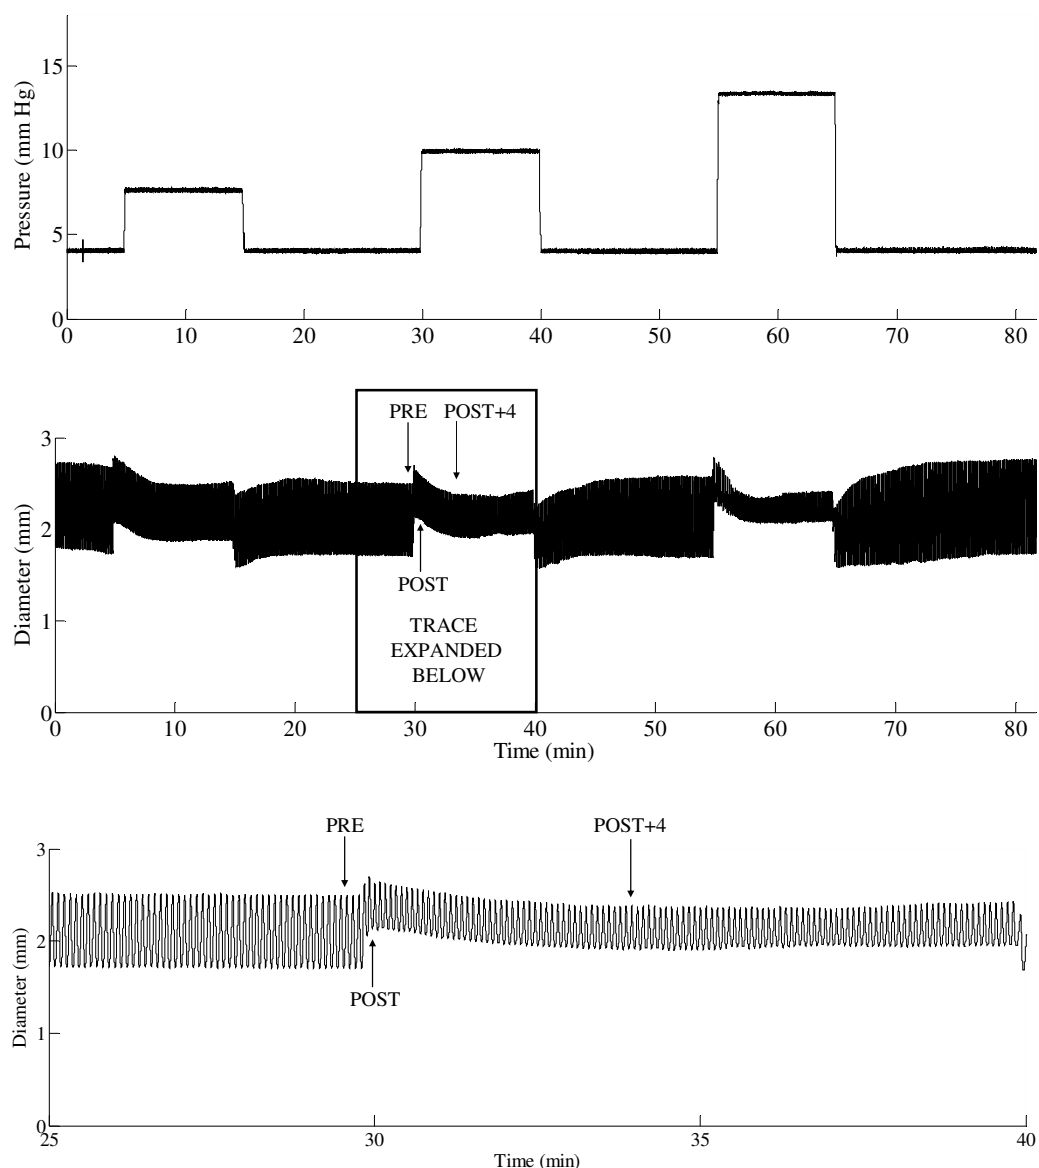 Pressure (mm Hg)
15
10
5
0
0 10 20 30 40 50 60 70 80
PRE POST+4
3
2
1
0
Diameter (mm)
POST
TRACE
EXPANDED
BELOW
0 10 20 30 40 50 60 70 80
Time (min)
PRE POST+4
3
2
1
0
Diameter (mm)
POST
25 30 35 40
Time (min)